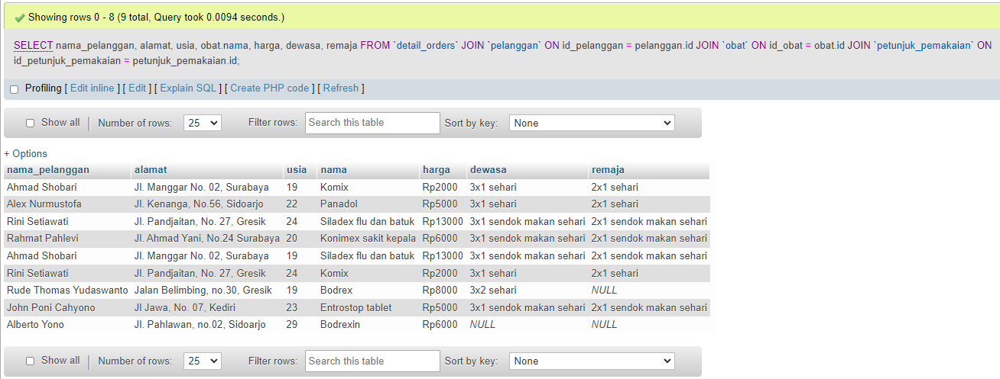 Showing rows 0 - 8 (9 total, Query took 0.0094 seconds.)
SELECT nama_pelanggan, alamat, usia, obat.nama, harga, dewasa, remaja FROM `detail_orders` JOIN `pelanggan` ON id_pelanggan = pelanggan.id JOIN `obat` ON id_obat = obat.id JOIN `petunjuk_pemakaian` ON
id_petunjuk_pemakaian = petunjuk_pemakaian.id;
Profiling [ Edit inline ] [ Edit ] [ Explain SQL ] [ Create PHP code ] [ Refresh ]
Show all Number of rows: 25 Filter rows: Search this table Sort by key: None
+ Options
nama_pelanggan alamat usia nama harga dewasa remaja
Ahmad Shobari Jl. Manggar No. 02, Surabaya 19 Komix Rp2000 3x1 sehari 2x1 sehari
Alex Nurmustofa Jl. Kenanga, No.56, Sidoarjo 22 Panadol Rp5000 3x1 sehari 2x1 sehari
Rini Setiawati Jl. Pandjaitan, No. 27, Gresik 24 Siladex flu dan batuk Rp13000 3x1 sendok makan sehari 2x1 sendok makan sehari
Rahmat Pahlevi Jl. Ahmad Yani, No.24 Surabaya 20 Konimex sakit kepala Rp6000 3x1 sendok makan sehari 2x1 sendok makan sehari
Ahmad Shobari Jl. Manggar No. 02, Surabaya 19 Siladex flu dan batuk Rp13000 3x1 sendok makan sehari 2x1 sendok makan sehari
Rini Setiawati Jl. Pandjaitan, No. 27, Gresik 24 Komix Rp2000 3x1 sehari 2x1 sehari
Rude Thomas Yudaswanto Jalan Belimbing, no.30, Gresik 19 Bodrex Rp8000 3x2 sehari NULL
John Poni Cahyono Jl Jawa, No. 07, Kediri 23 Entrostop tablet Rp5000 3x1 sendok makan sehari 2x1 sendok makan sehari
Alberto Yono Jl. Pahlawan, no.02, Sidoarjo 29 Bodrexin Rp6000 NULL NULL
Show all Number of rows: 25 Filter rows: Search this table Sort by key: None